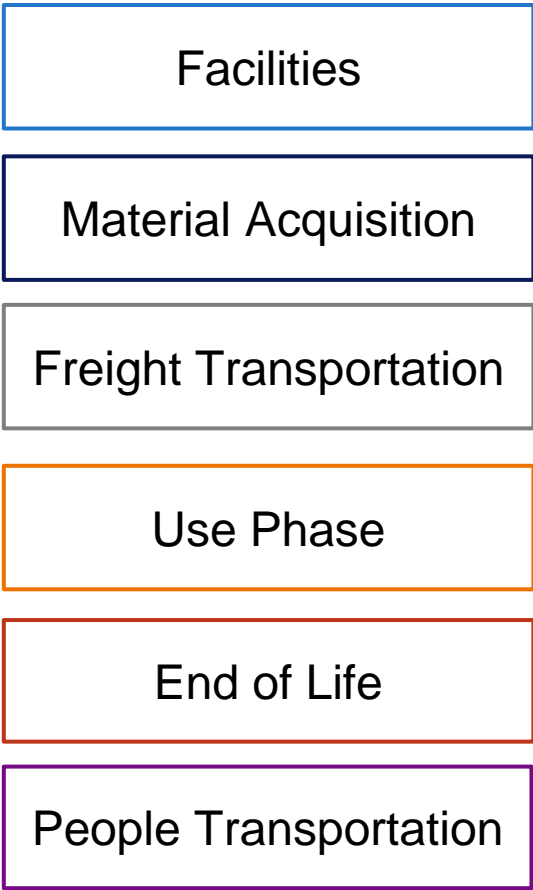 Facilities
Material Acquisition
Freight Transportation
Use Phase
End of Life
People Transportation